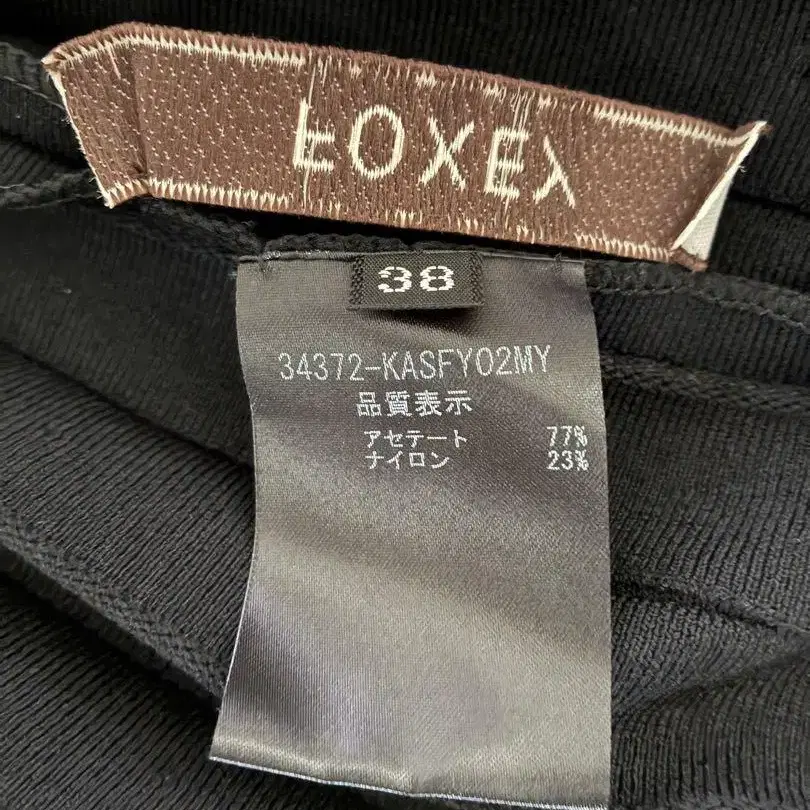 FOXEY
38
34372-KASFY02MY
品質表示
アセテート 77%
ナイロン 23%